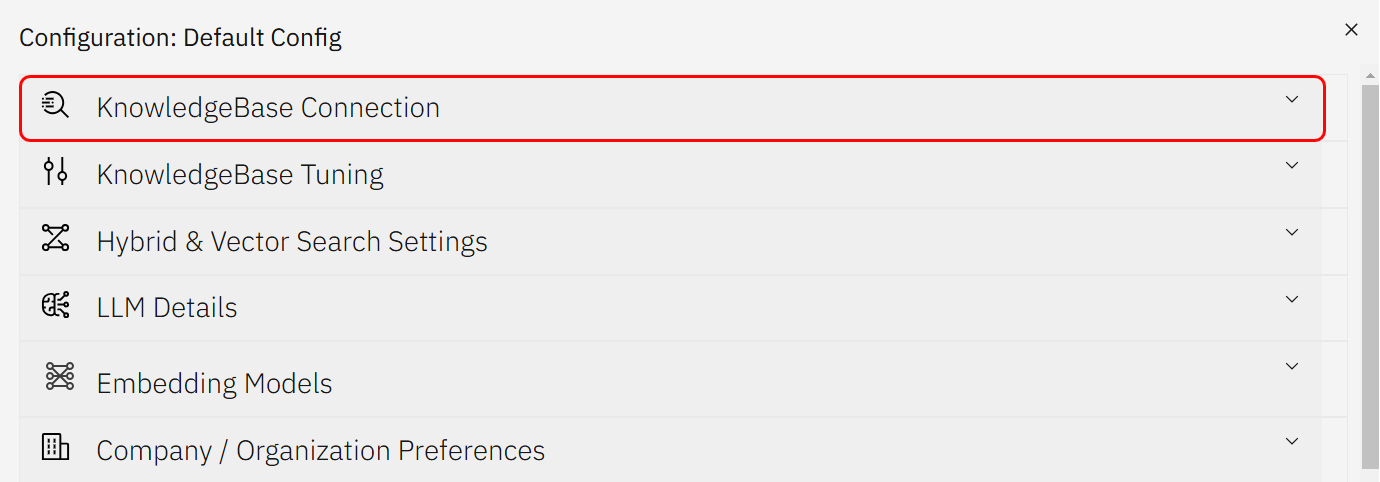 Configuration: Default Config
KnowledgeBase Connection
KnowledgeBase Tuning
Hybrid & Vector Search Settings
LLM Details
Embedding Models
Company / Organization Preferences